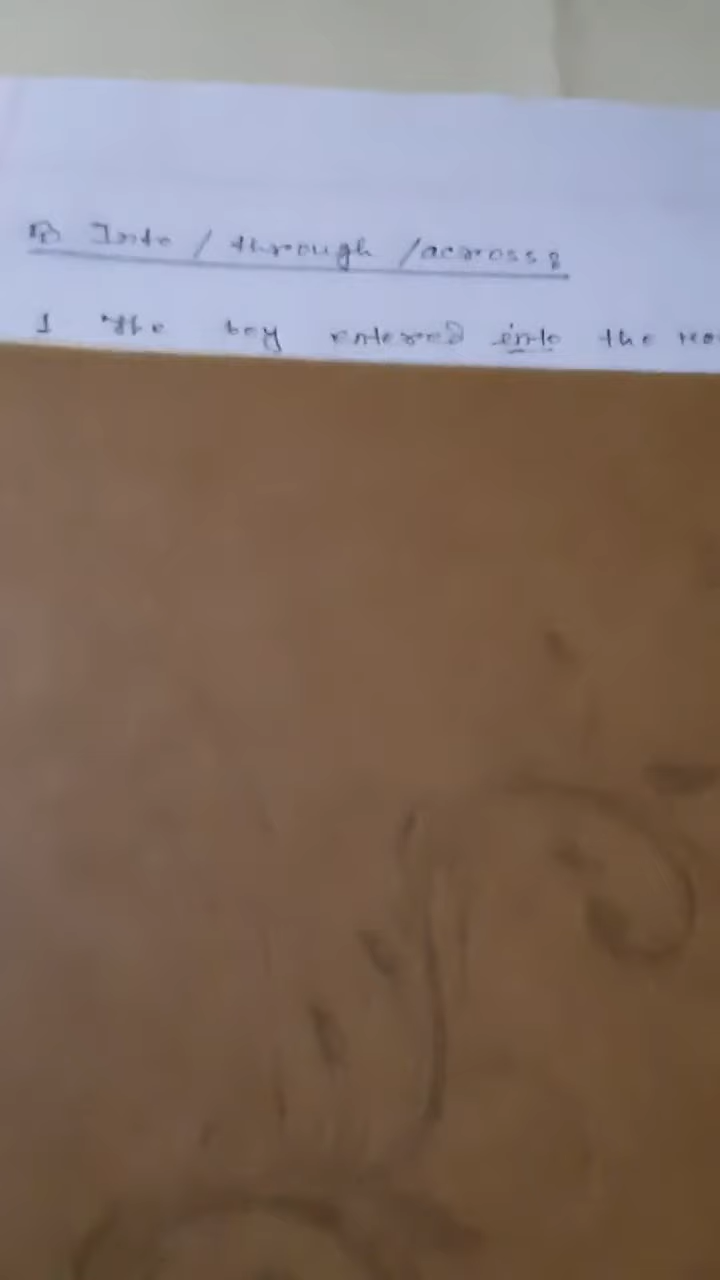 B Into / through / across :
1 The boy entered into the